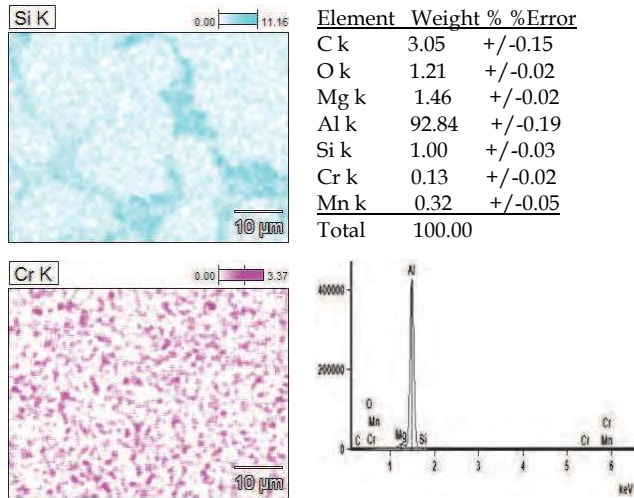 Si K 0.00 11.16
10 µm
Element Weight % %Error
C k 3.05 +/-0.15
O k 1.21 +/-0.02
Mg k 1.46 +/-0.02
Al k 92.84 +/-0.19
Si k 1.00 +/-0.03
Cr k 0.13 +/-0.02
Mn k 0.32 +/-0.05
Total 100.00
Cr K 0.00 3.37
10 µm
Al
400000
200000
O
Mn Cr
C Cr Mg Si Cr Mn
0
1 2 3 4 5 6
keV